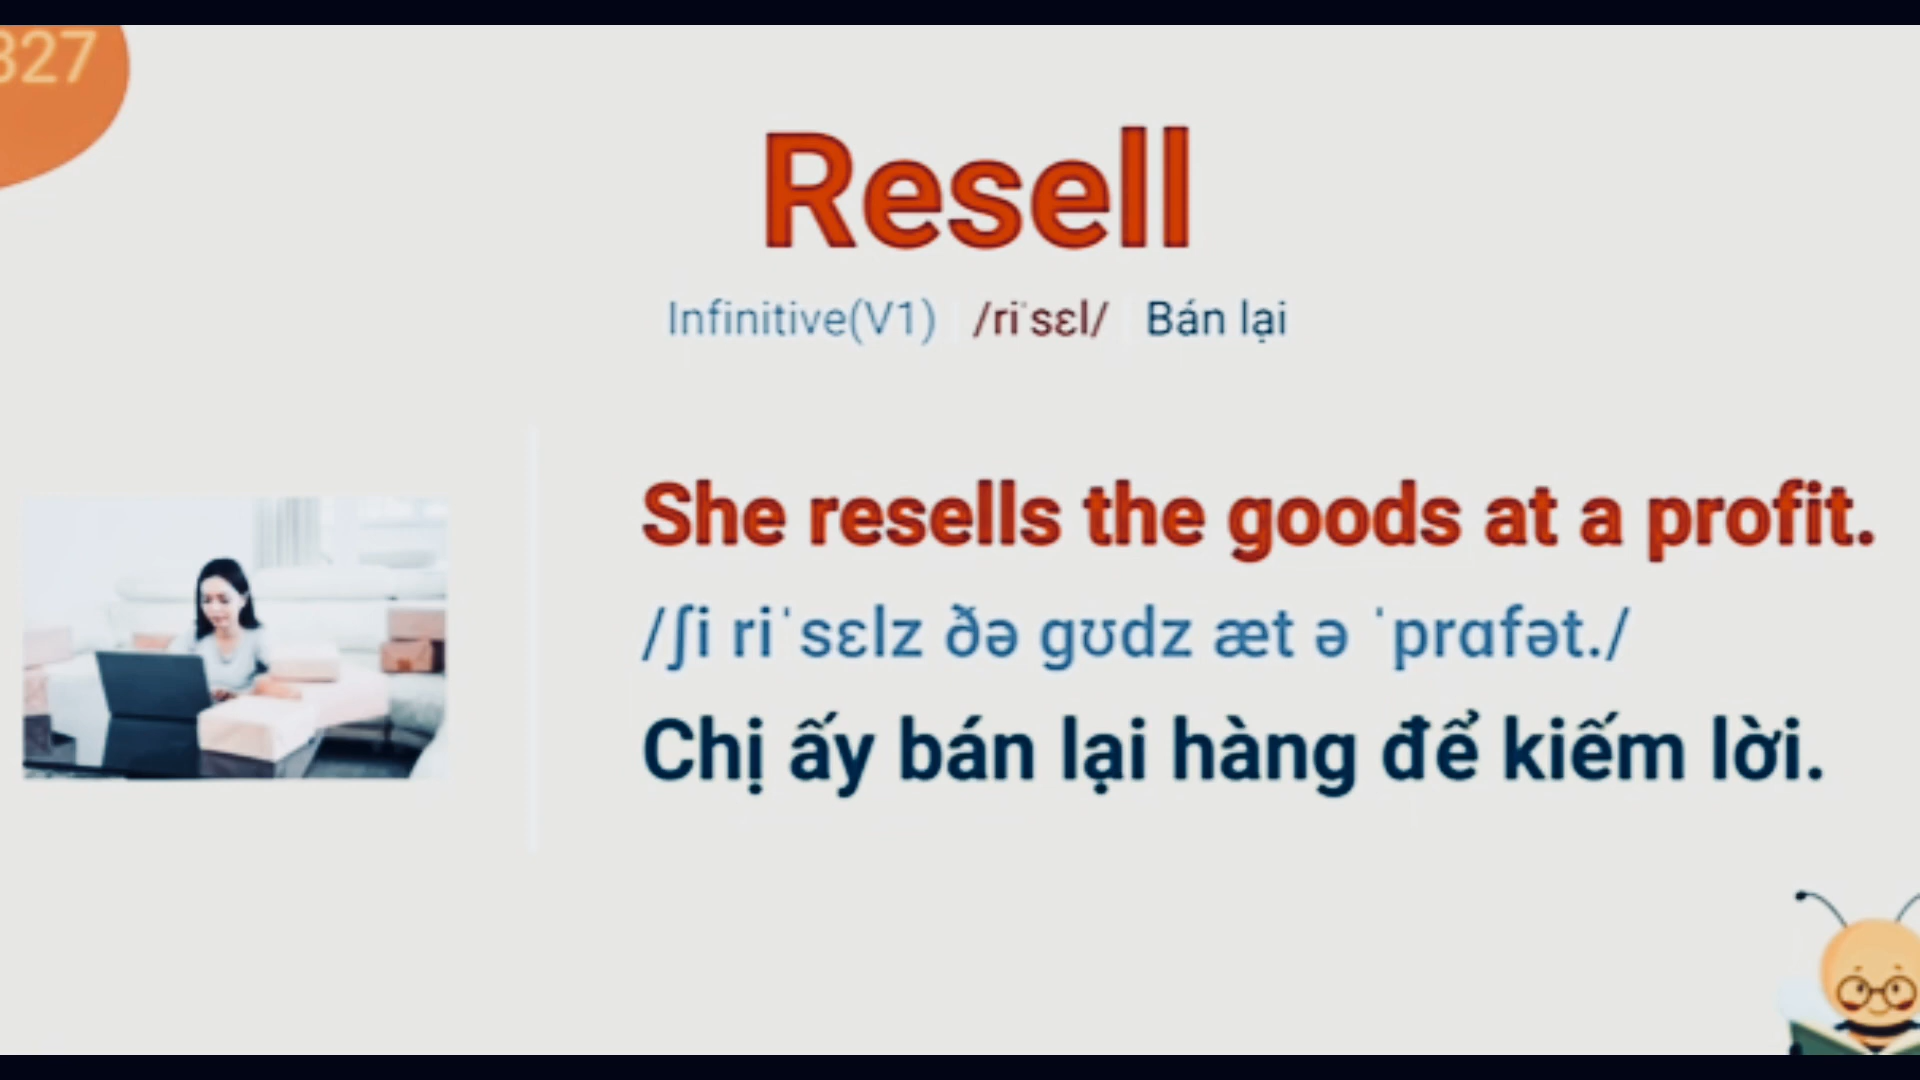 327
Resell
Infinitive(V1) /riˈsɛl/ Bán lại
She resells the goods at a profit.
/ʃi riˈsɛlz ðə gʊdz æt ə ˈprɑfət./
Chị ấy bán lại hàng để kiếm lời.